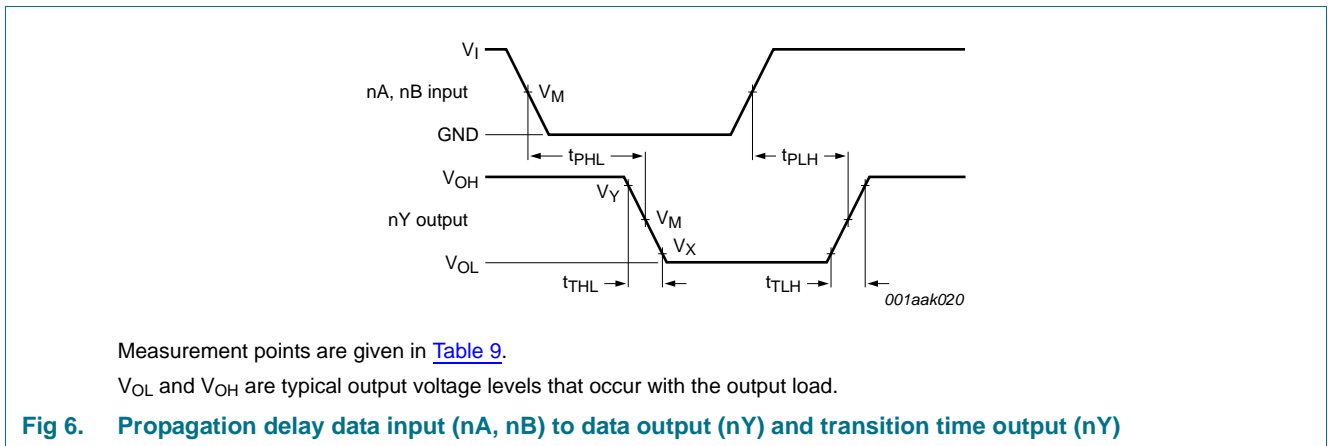 VI
nA, nB input
VM
GND
tPHL
tPLH
VOH
VY
nY output
VM
VX
VOL
tTHL
tTLH
001aak020
Measurement points are given in Table 9.
VOL and VOH are typical output voltage levels that occur with the output load.
Fig 6. Propagation delay data input (nA, nB) to data output (nY) and transition time output (nY)